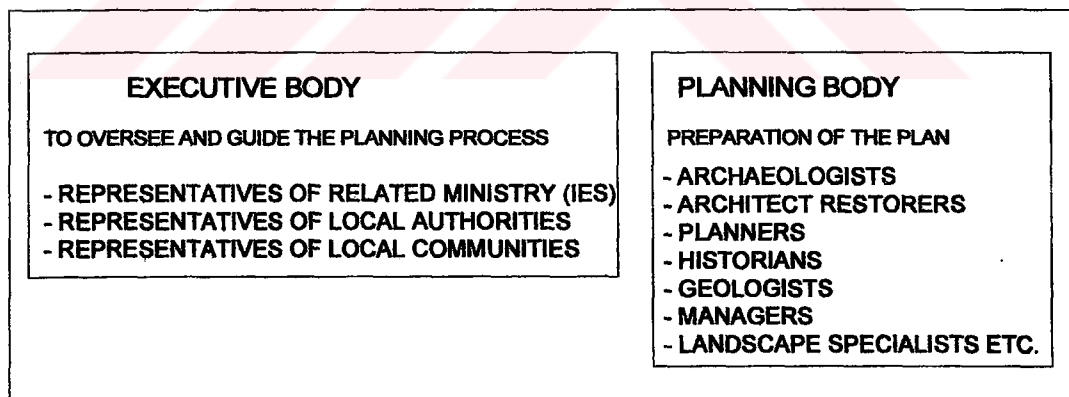 EXECUTIVE BODY
TO OVERSEE AND GUIDE THE PLANNING PROCESS
- REPRESENTATIVES OF RELATED MINISTRY (IES)
- REPRESENTATIVES OF LOCAL AUTHORITIES
- REPRESENTATIVES OF LOCAL COMMUNITIES
PLANNING BODY
PREPARATION OF THE PLAN
- ARCHAEOLOGISTS
- ARCHITECT RESTORERS
- PLANNERS
- HISTORIANS
- GEOLOGISTS
- MANAGERS
- LANDSCAPE SPECIALISTS ETC.